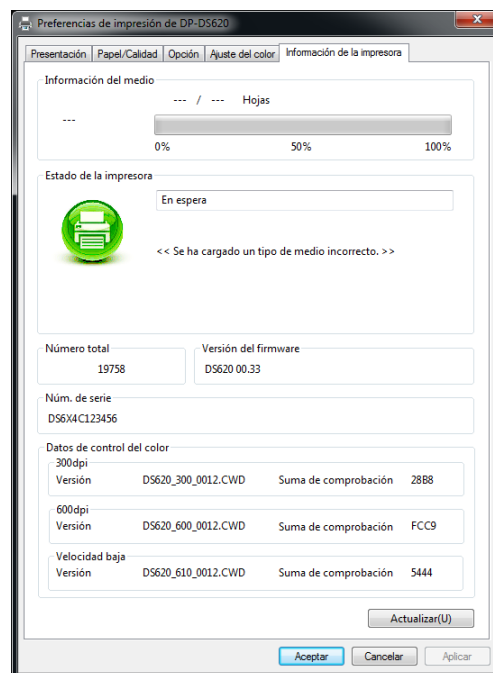 Preferencias de impresión de DP-DS620
Presentación Papel/Calidad Opción Ajuste del color Información de la impresora
Información del medio
--- / --- Hojas
---
0% 50% 100%
Estado de la impresora
En espera
<< Se ha cargado un tipo de medio incorrecto. >>
Número total Versión del firmware
19758 DS620 00.33
Núm. de serie
DS6X4C123456
Datos de control del color
300dpi
Versión DS620_300_0012.CWD Suma de comprobación 28B8
600dpi
Versión DS620_600_0012.CWD Suma de comprobación FCC9
Velocidad baja
Versión DS620_610_0012.CWD Suma de comprobación 5444
Actualizar(U)
Aceptar Cancelar Aplicar